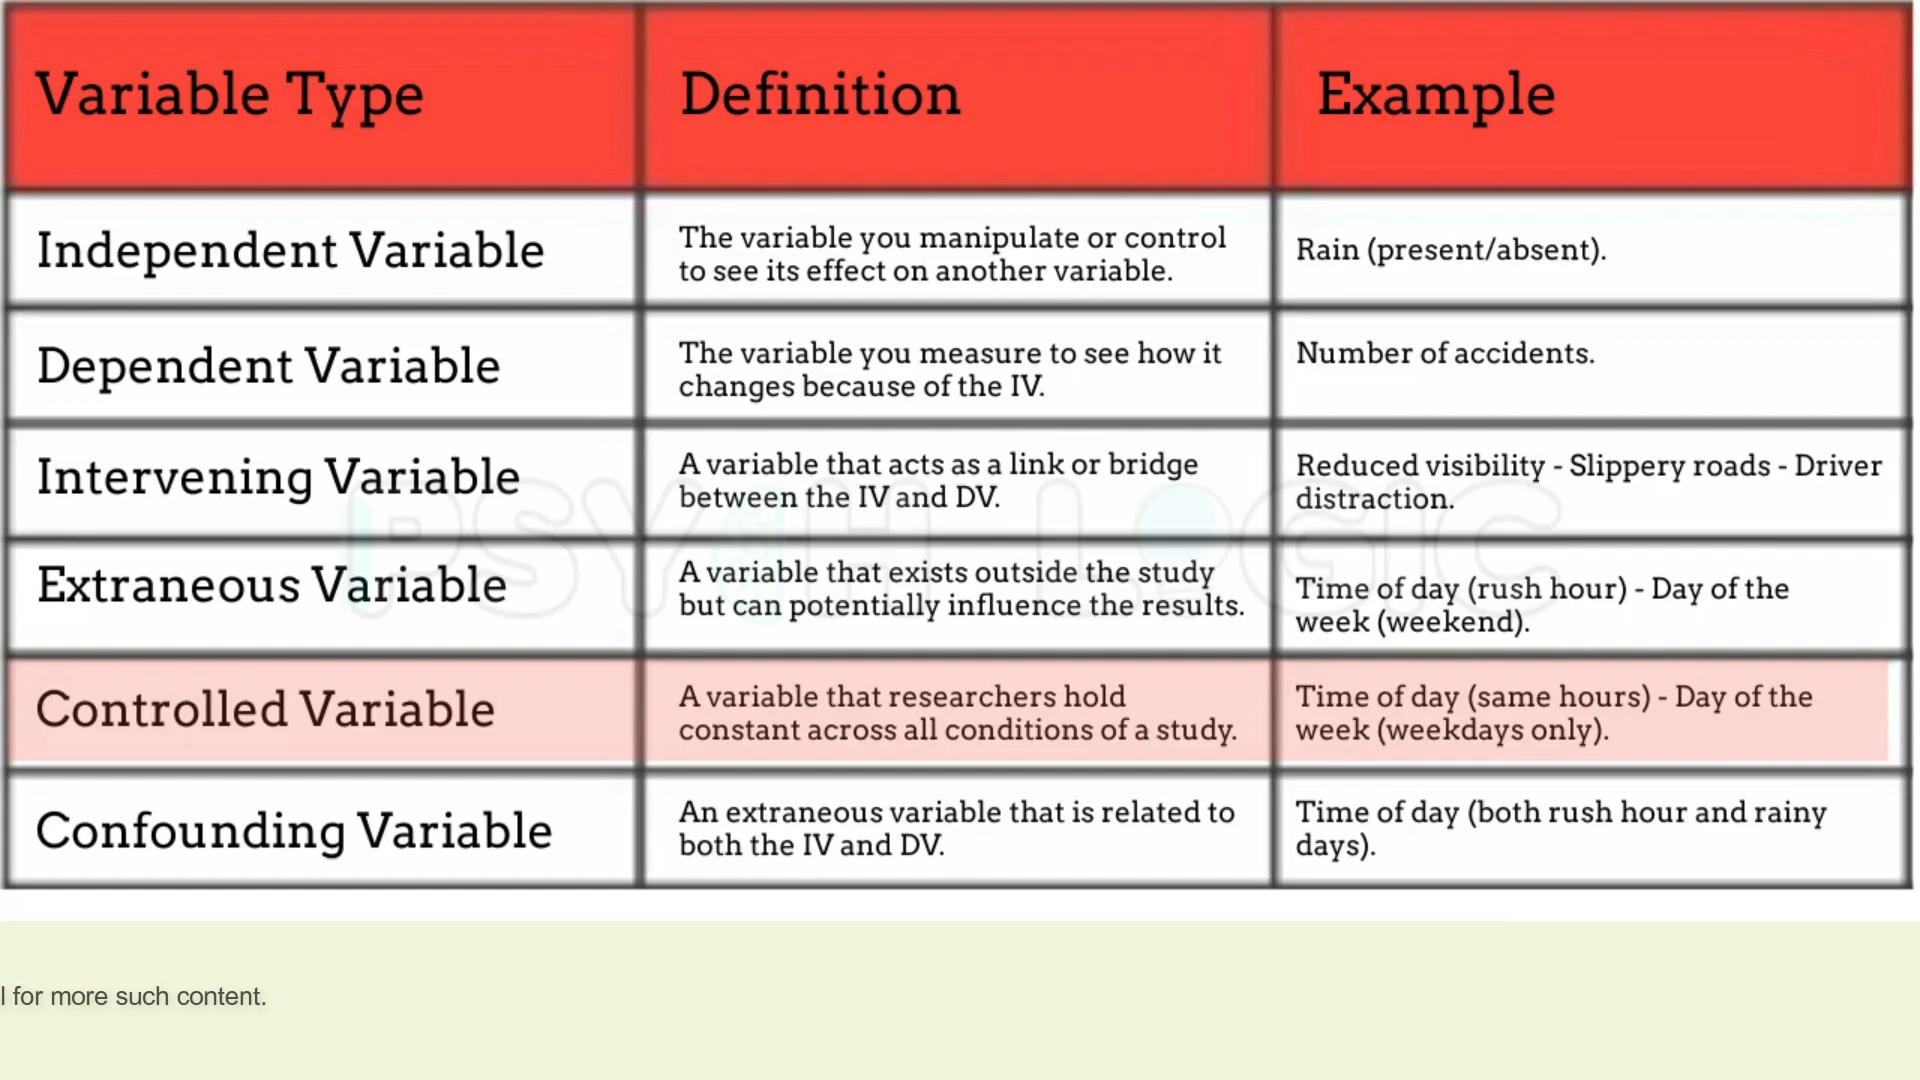 Variable Type
Definition
Example
Independent Variable
The variable you manipulate or control
to see its effect on another variable.
Rain (present/absent).
Dependent Variable
The variable you measure to see how it
changes because of the IV.
Number of accidents.
Intervening Variable
A variable that acts as a link or bridge
between the IV and DV.
Reduced visibility - Slippery roads - Driver
distraction.
Extraneous Variable
A variable that exists outside the study
but can potentially influence the results.
Time of day (rush hour) - Day of the
week (weekend).
Controlled Variable
A variable that researchers hold
constant across all conditions of a study.
Time of day (same hours) - Day of the
week (weekdays only).
Confounding Variable
An extraneous variable that is related to
both the IV and DV.
Time of day (both rush hour and rainy
days).
PSYCH LOGIC
l for more such content.